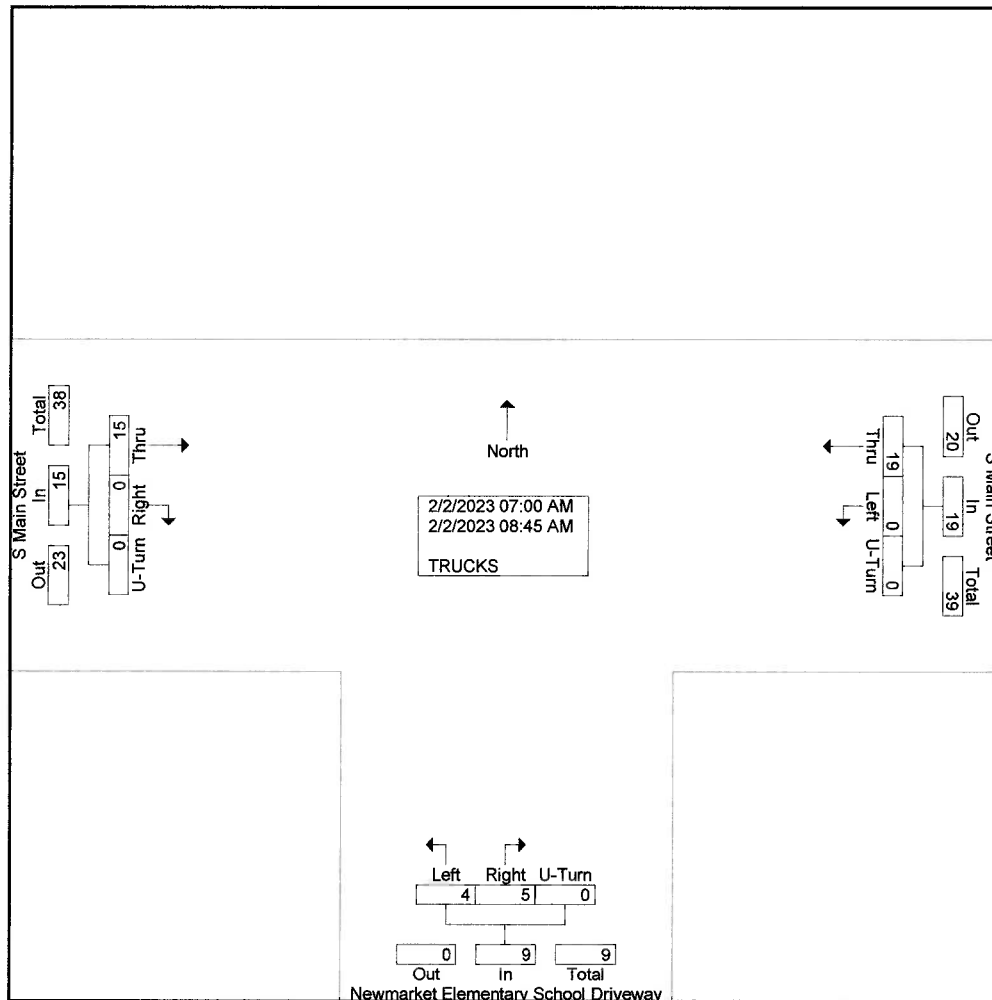 Total In Out
38 15 23
S Main Street
15 0 0
Thru Right U-Turn
North
2/2/2023 07:00 AM
2/2/2023 08:45 AM
TRUCKS
Thru Left U-Turn
19 0 0
Out In Total
20 19 39
S Main Street
Left Right U-Turn
4 5 0
0 9 9
Out In Total
Newmarket Elementary School Driveway